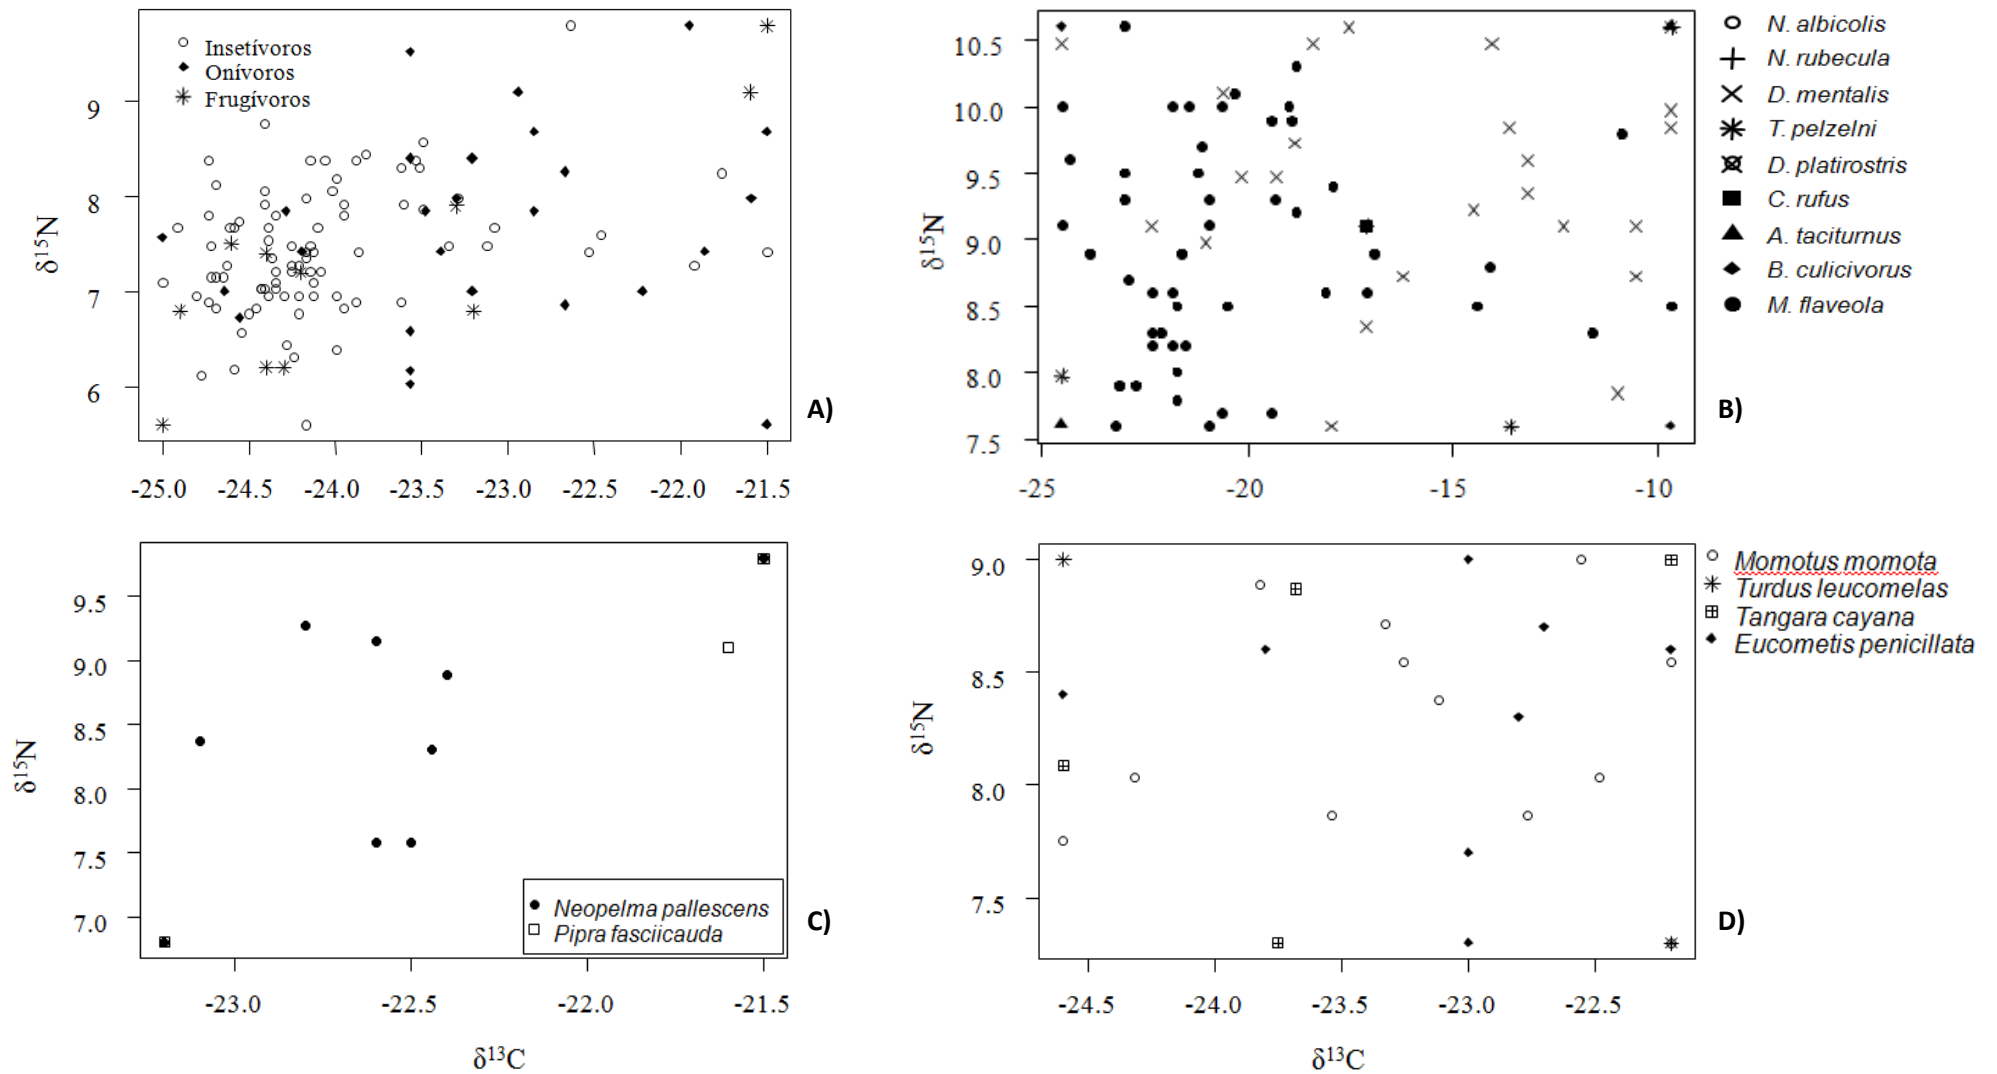 Insetívoros
Onívoros
Frugívoros
9
8
7
6
δ15N
-25.0 -24.5 -24.0 -23.5 -23.0 -22.5 -22.0 -21.5
A)
10.5
10.0
9.5
9.0
8.5
8.0
7.5
δ15N
-25 -20 -15 -10
B)
N. albicolis
N. rubecula
D. mentalis
T. pelzelni
D. platirostris
C. rufus
A. taciturnus
B. culicivorus
M. flaveola
9.5
9.0
8.5
8.0
7.5
7.0
δ15N
Neopelma pallescens
Pipra fasciicauda
-23.0 -22.5 -22.0 -21.5
δ13C
C)
9.0
8.5
8.0
7.5
δ15N
-24.5 -24.0 -23.5 -23.0 -22.5
δ13C
D)
Momotus momota
Turdus leucomelas
Tangara cayana
Eucometis penicillata